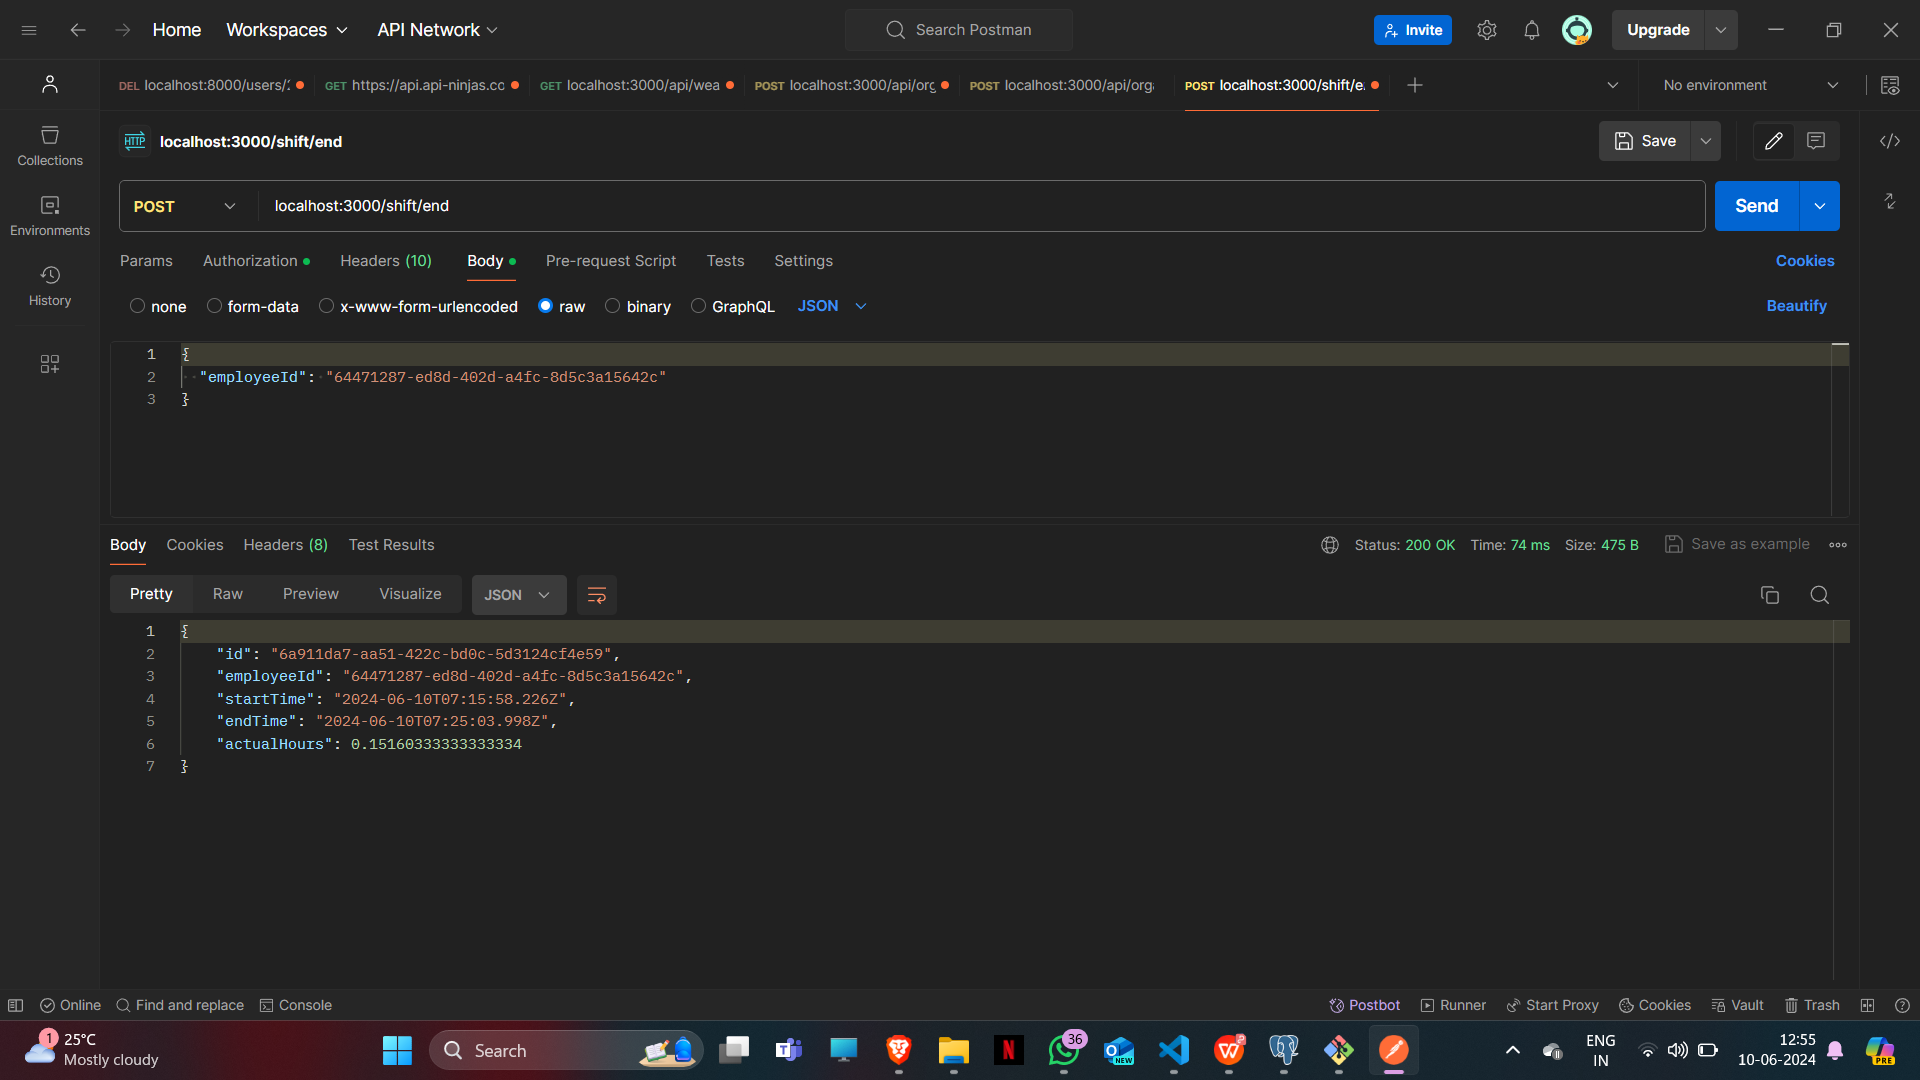 Home Workspaces API Network Search Postman Invite Upgrade
DEL localhost:8000/users/ GET https://api.api-ninjas.co GET localhost:3000/api/wea POST localhost:3000/api/org POST localhost:3000/api/orga POST localhost:3000/shift/e No environment
HTTP localhost:3000/shift/end Save
Collections
POST localhost:3000/shift/end Send
Environments
Params Authorization Headers (10) Body Pre-request Script Tests Settings Cookies
History
none form-data x-www-form-urlencoded raw binary GraphQL JSON Beautify
1 {
2 "employeeId": "64471287-ed8d-402d-a4fc-8d5c3a15642c"
3 }
Body Cookies Headers (8) Test Results Status: 200 OK Time: 74 ms Size: 475 B Save as example
Pretty Raw Preview Visualize JSON
1 {
2 "id": "6a911da7-aa51-422c-bd0c-5d3124cf4e59",
3 "employeeId": "64471287-ed8d-402d-a4fc-8d5c3a15642c",
4 "startTime": "2024-06-10T07:15:58.226Z",
5 "endTime": "2024-06-10T07:25:03.998Z",
6 "actualHours": 0.15160333333333334
7 }
Online Find and replace Console Postbot Runner Start Proxy Cookies Vault Trash
1 25°C
Mostly cloudy
Search
36
NEW
ENG
IN
12:55
10-06-2024
PRE